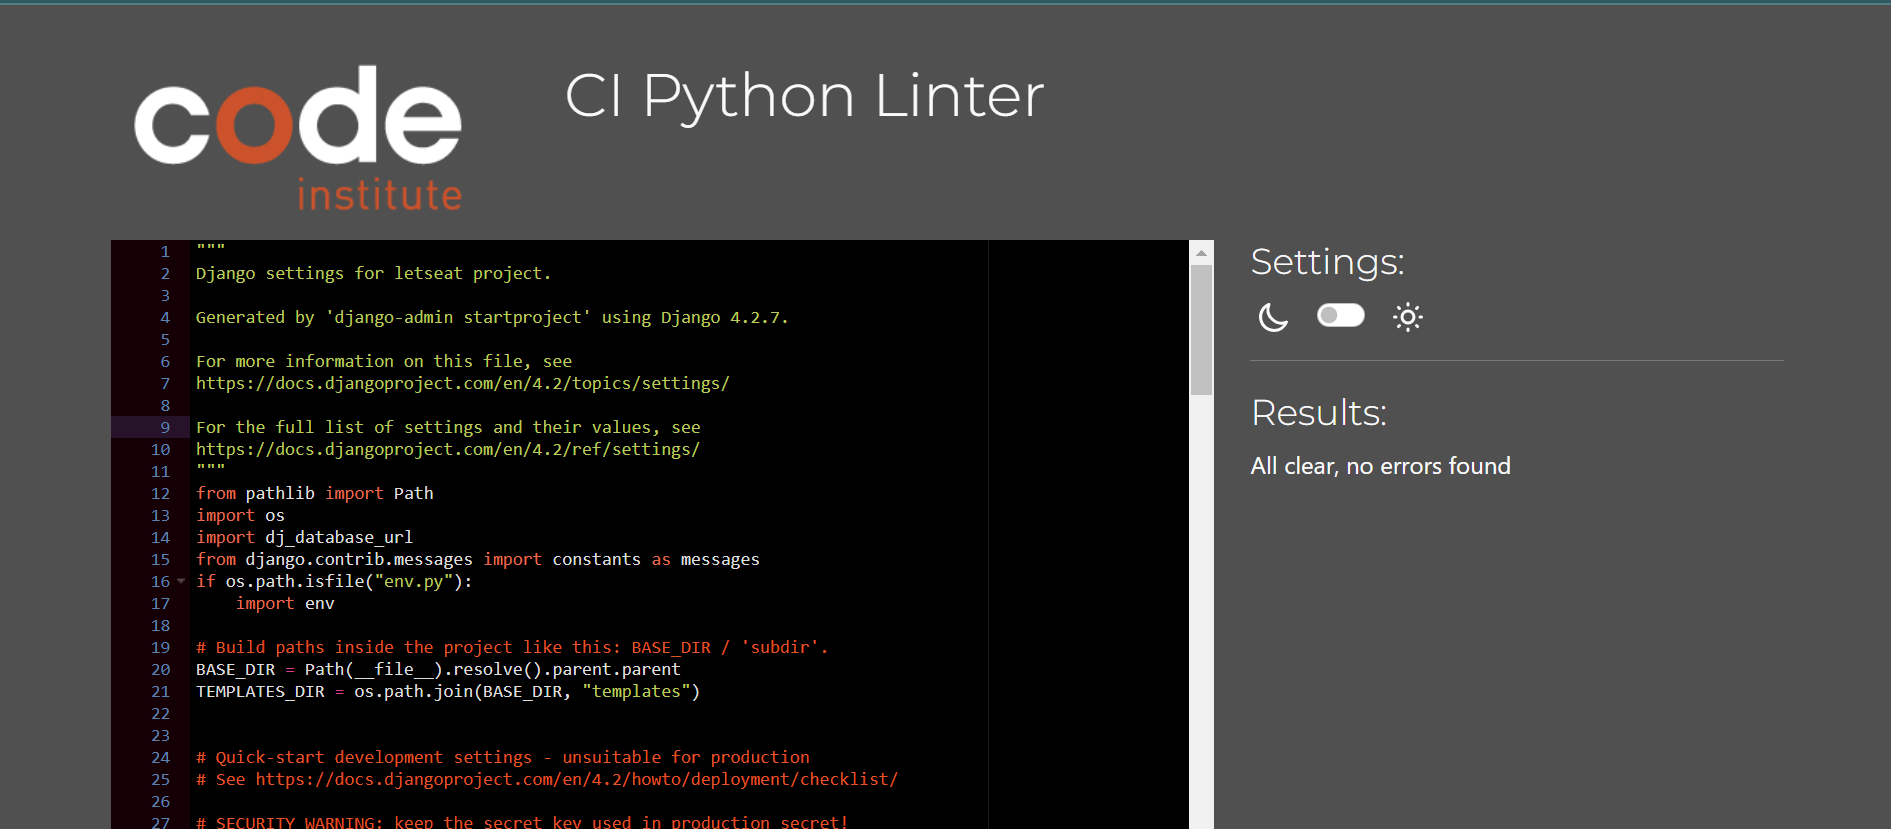 code
institute
CI Python Linter
1 """
2 Django settings for letseat project.
3
4 Generated by 'django-admin startproject' using Django 4.2.7.
5
6 For more information on this file, see
7 https://docs.djangoproject.com/en/4.2/topics/settings/
8
9 For the full list of settings and their values, see
10 https://docs.djangoproject.com/en/4.2/ref/settings/
11 """
12 from pathlib import Path
13 import os
14 import dj_database_url
15 from django.contrib.messages import constants as messages
16 if os.path.isfile("env.py"):
17     import env
18
19 # Build paths inside the project like this: BASE_DIR / 'subdir'.
20 BASE_DIR = Path(__file__).resolve().parent.parent
21 TEMPLATES_DIR = os.path.join(BASE_DIR, "templates")
22
23
24 # Quick-start development settings - unsuitable for production
25 # See https://docs.djangoproject.com/en/4.2/howto/deployment/checklist/
26
27 # SECURITY WARNING: keep the secret key used in production secret!
Settings:
Results:
All clear, no errors found